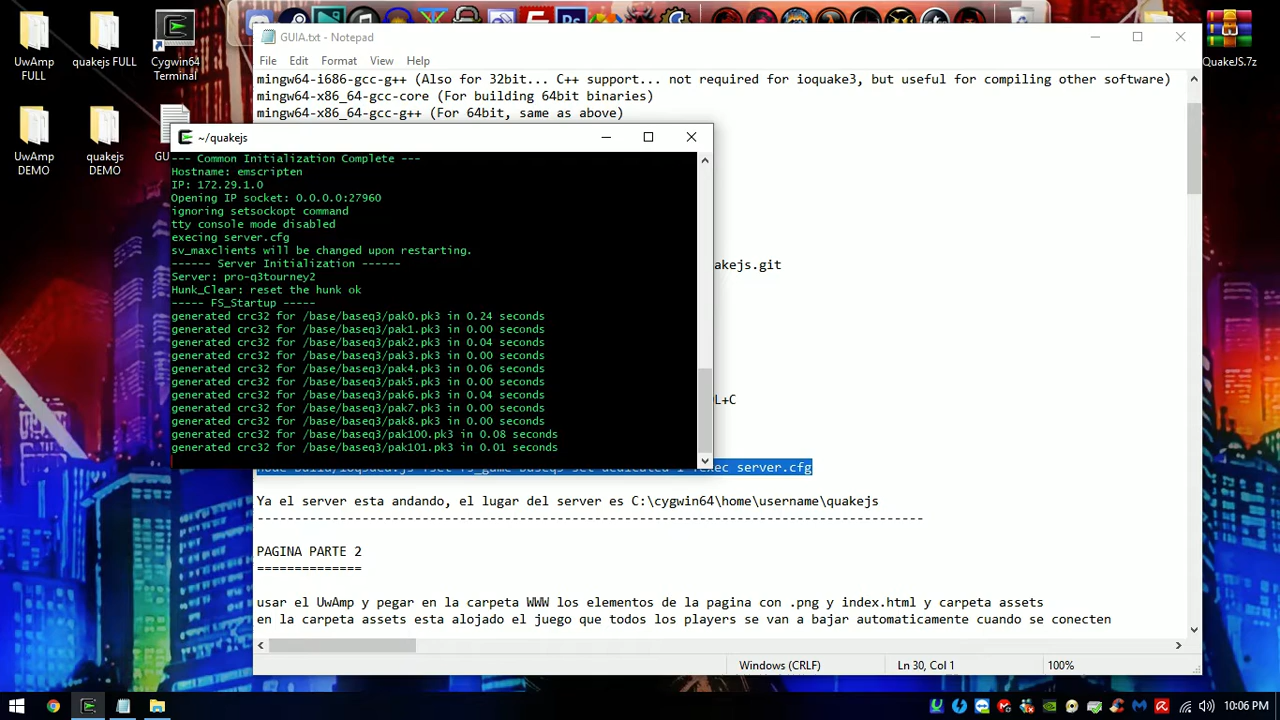 UwAmp FULL
quakejs FULL
Cygwin64 Terminal
UwAmp DEMO
quakejs DEMO
GU
QuakeJS.7z
GUIA.txt - Notepad
File Edit Format View Help
mingw64-i686-gcc-g++ (Also for 32bit... C++ support... not required for ioquake3, but useful for compiling other software)
mingw64-x86_64-gcc-core (For building 64bit binaries)
mingw64-x86_64-gcc-g++ (For 64bit, same as above)
~/quakejs
--- Common Initialization Complete ---
Hostname: emscripten
IP: 172.29.1.0
Opening IP socket: 0.0.0.0:27960
ignoring setsockopt command
tty console mode disabled
execing server.cfg
sv_maxclients will be changed upon restarting.
------ Server Initialization ------
Server: pro-q3tourney2
Hunk_Clear: reset the hunk ok
----- FS_Startup -----
generated crc32 for /base/baseq3/pak0.pk3 in 0.24 seconds
generated crc32 for /base/baseq3/pak1.pk3 in 0.00 seconds
generated crc32 for /base/baseq3/pak2.pk3 in 0.04 seconds
generated crc32 for /base/baseq3/pak3.pk3 in 0.00 seconds
generated crc32 for /base/baseq3/pak4.pk3 in 0.06 seconds
generated crc32 for /base/baseq3/pak5.pk3 in 0.00 seconds
generated crc32 for /base/baseq3/pak6.pk3 in 0.04 seconds
generated crc32 for /base/baseq3/pak7.pk3 in 0.00 seconds
generated crc32 for /base/baseq3/pak8.pk3 in 0.00 seconds
generated crc32 for /base/baseq3/pak100.pk3 in 0.08 seconds
generated crc32 for /base/baseq3/pak101.pk3 in 0.01 seconds
akejs.git
L+C
exec server.cfg
Ya el server esta andando, el lugar del server es C:\cygwin64\home\username\quakejs
----------------------------------------------------------------------------------------
PAGINA PARTE 2
==============
usar el UwAmp y pegar en la carpeta WWW los elementos de la pagina con .png y index.html y carpeta assets
en la carpeta assets esta alojado el juego que todos los players se van a bajar automaticamente cuando se conecten
Windows (CRLF) Ln 30, Col 1 100%
10:06 PM